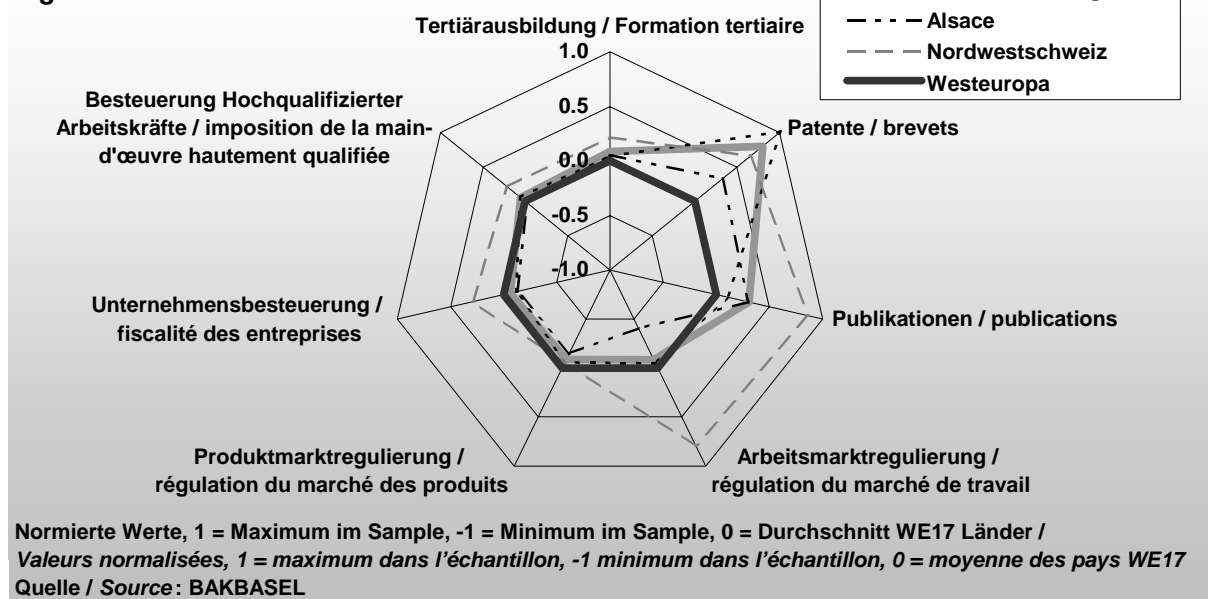 Tertiärausbildung / Formation tertiaire
Alsace
Nordwestschweiz
Westeuropa
1.0
0.5
0.0
-0.5
-1.0
Besteuerung Hochqualifizierter
Arbeitskräfte / imposition de la main-
d'œuvre hautement qualifiée
Patente / brevets
Unternehmensbesteuerung /
fiscalité des entreprises
Publikationen / publications
Produktmarktregulierung /
régulation du marché des produits
Arbeitsmarktregulierung /
régulation du marché de travail
Normierte Werte, 1 = Maximum im Sample, -1 = Minimum im Sample, 0 = Durchschnitt WE17 Länder /
Valeurs normalisées, 1 = maximum dans l'échantillon, -1 minimum dans l'échantillon, 0 = moyenne des pays WE17
Quelle / Source : BAKBASEL